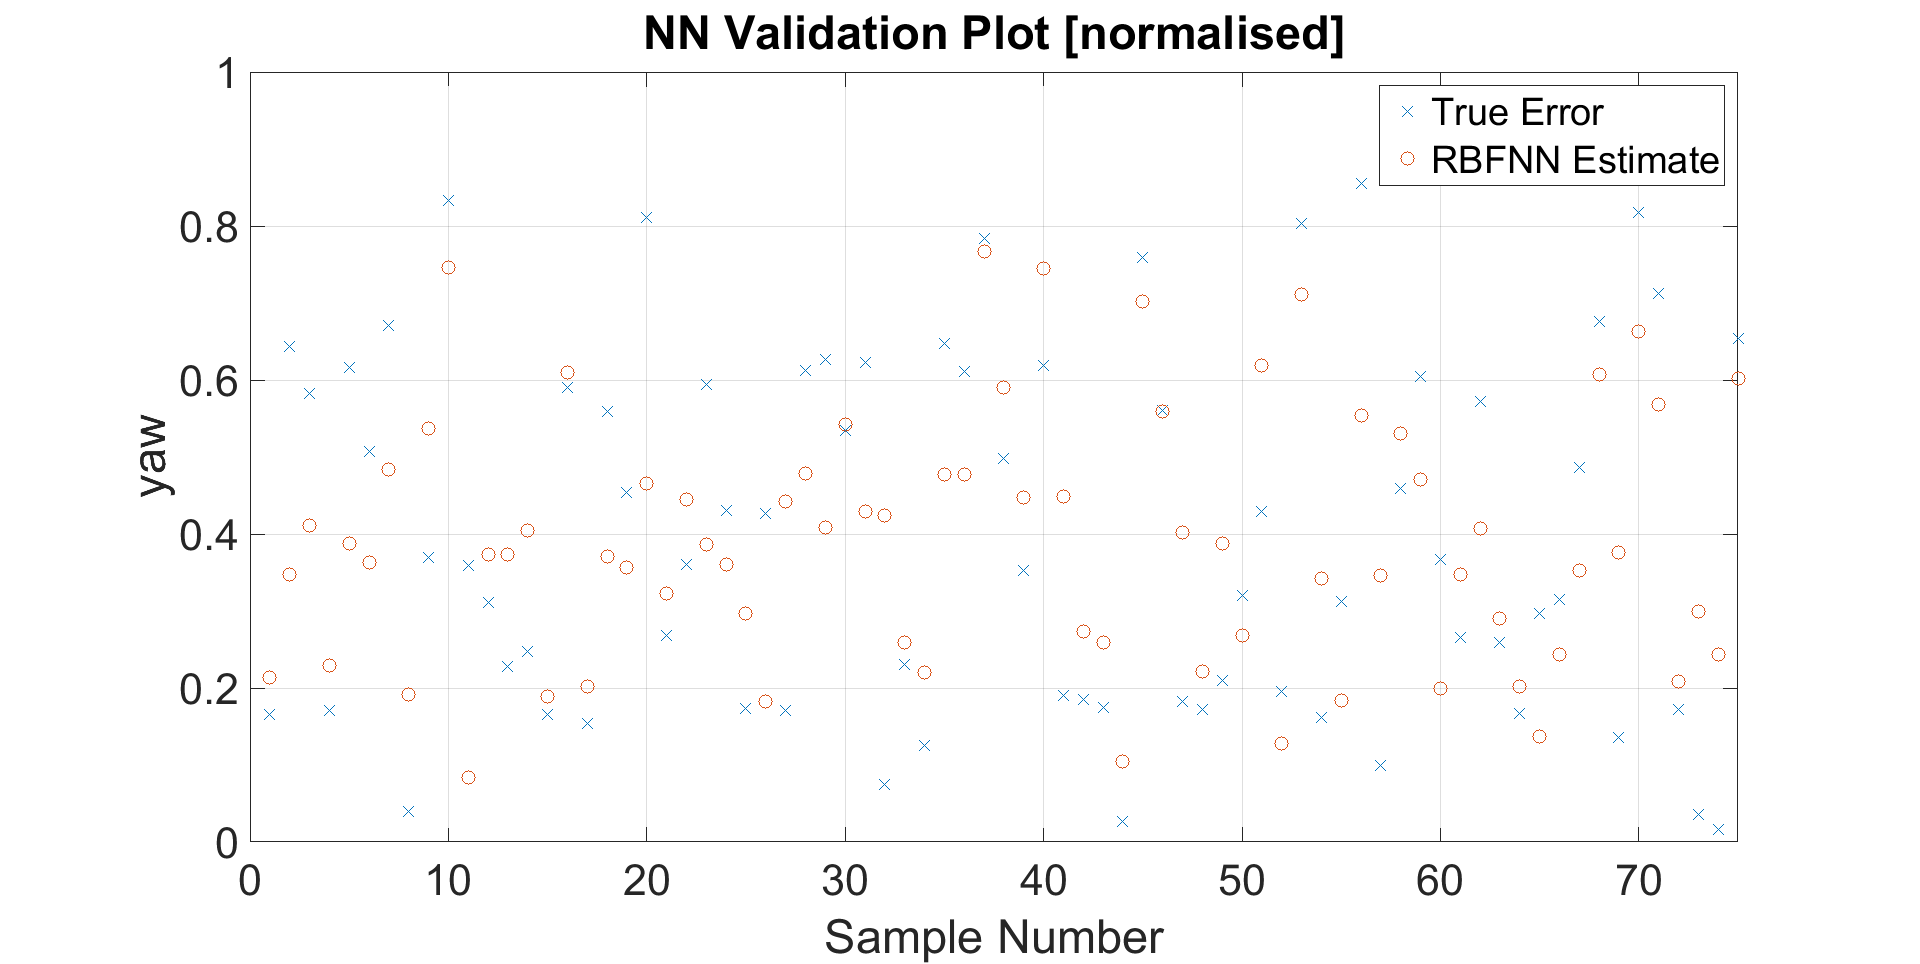 NN Validation Plot [normalised]
1
True Error
RBFNN Estimate
0.8
0.6
yaw
0.4
0.2
0
0 10 20 30 40 50 60 70
Sample Number